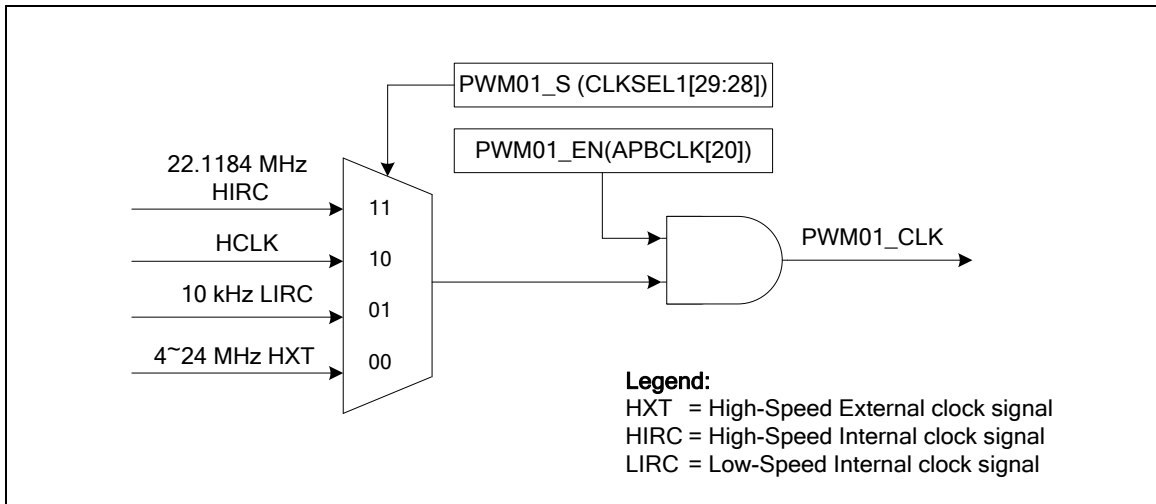 PWM01_S (CLKSEL1[29:28])
PWM01_EN(APBCLK[20])
22.1184 MHz
HIRC
11
HCLK
10
PWM01_CLK
10 kHz LIRC
01
4~24 MHz HXT
00
Legend:
HXT = High-Speed External clock signal
HIRC = High-Speed Internal clock signal
LIRC = Low-Speed Internal clock signal